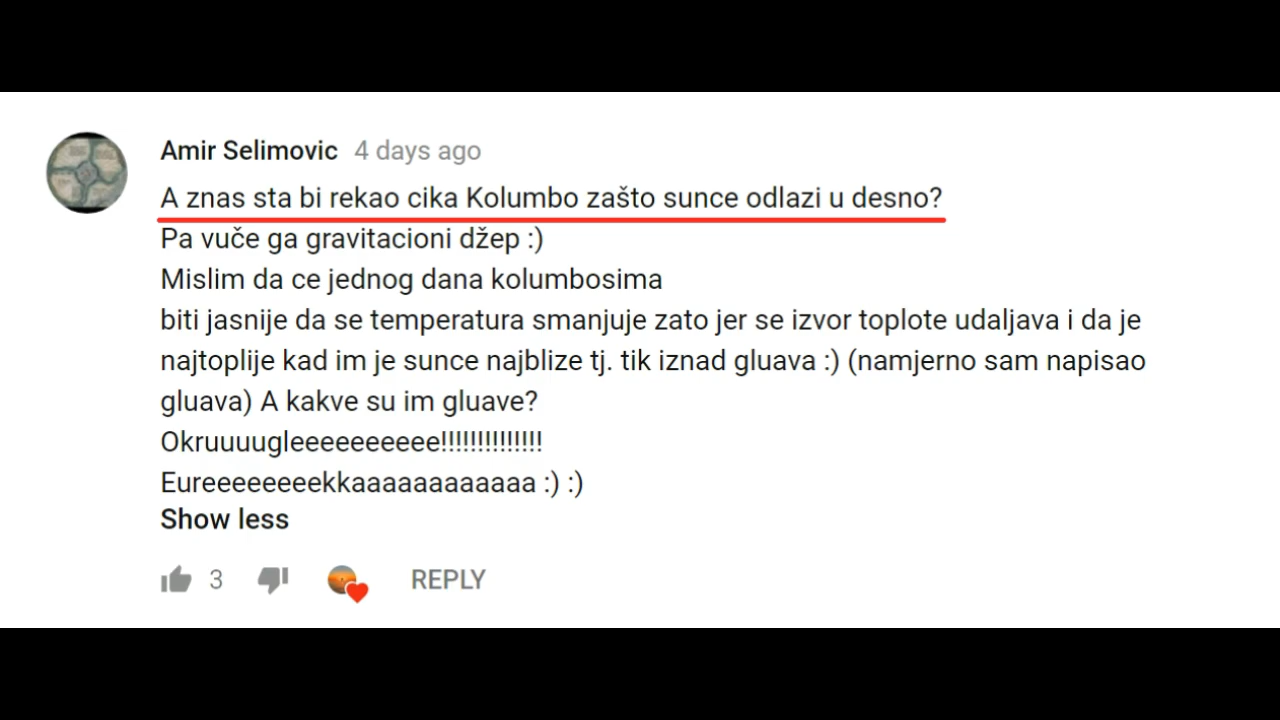 Amir Selimovic 4 days ago
A znas sta bi rekao cika Kolumbo zašto sunce odlazi u desno?
Pa vuče ga gravitacioni džep :)
Mislim da ce jednog dana kolumbosima
biti jasnije da se temperatura smanjuje zato jer se izvor toplote udaljava i da je
najtoplije kad im je sunce najblize tj. tik iznad gluava :) (namjerno sam napisao
gluava) A kakve su im gluave?
Okruuuugleeeeeeeeee!!!!!!!!!!!!!!
Eureeeeeeeekkaaaaaaaaaaaa :) :)
Show less
3 REPLY